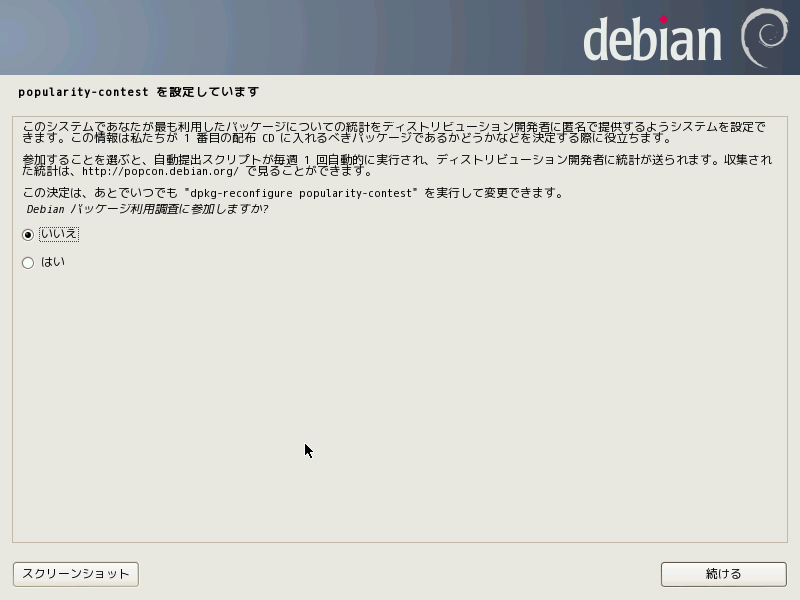 debian
popularity-contest を設定しています
このシステムであなたが最も利用したパッケージについての統計をディストリビューション開発者に匿名で提供するようシステムを設定で
きます。この情報は私たちが 1 番目の配布 CD に入れるべきパッケージであるかどうかなどを決定する際に役立ちます。
参加することを選ぶと、自動提出スクリプトが毎週 1 回自動的に実行され、ディストリビューション開発者に統計が送られます。収集され
た統計は、http://popcon.debian.org/ で見ることができます。
この決定は、あとでいつでも "dpkg-reconfigure popularity-contest" を実行して変更できます。
Debian パッケージ利用調査に参加しますか?
いいえ
はい
スクリーンショット
続ける